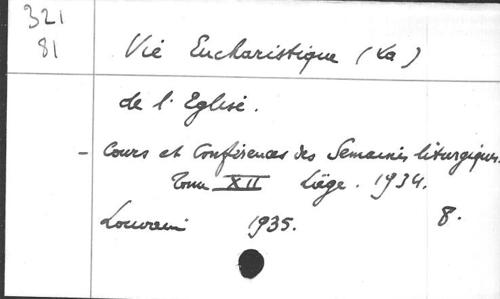 321
81
Vie Eucharistique (La)
de l'Eglise.
- Cours et Conférences des Semaines liturgiques.
Tome XII Liège. 1934.
Louvain 1935. 8.